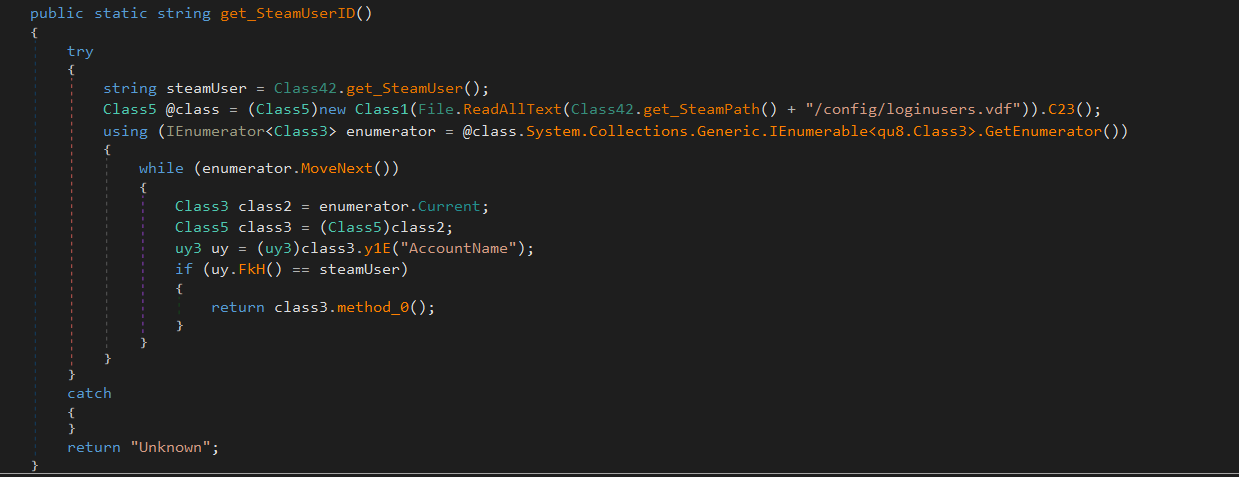 public static string get_SteamUserID()
{
try
{
string steamUser = Class42.get_SteamUser();
Class5 @class = (Class5)new Class1(File.ReadAllText(Class42.get_SteamPath() + "/config/loginusers.vdf")).C23();
using (IEnumerator<Class3> enumerator = @class.System.Collections.Generic.IEnumerable<qu8.Class3>.GetEnumerator())
{
while (enumerator.MoveNext())
{
Class3 class2 = enumerator.Current;
Class5 class3 = (Class5)class2;
uy3 uy = (uy3)class3.y1E("AccountName");
if (uy.FkH() == steamUser)
{
return class3.method_0();
}
}
}
}
catch
{
}
return "Unknown";
}